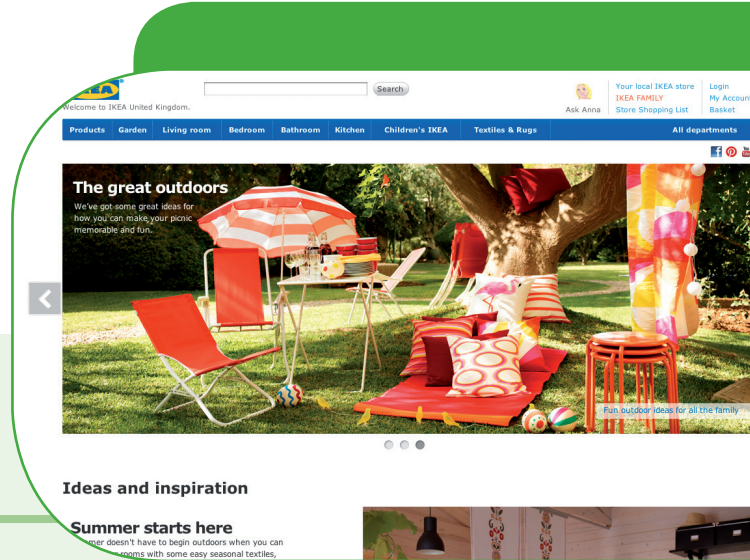 Search
Welcome to IKEA United Kingdom.
Ask Anna
Your local IKEA store
IKEA FAMILY
Store Shopping List
Login
My Account
Basket
Products Garden Living room Bedroom Bathroom Kitchen Children's IKEA Textiles & Rugs All departments
The great outdoors
We've got some great ideas for
how you can make your picnic
memorable and fun.
Fun outdoor ideas for all the family
Ideas and inspiration
Summer starts here
doesn't have to begin outdoors when you can
rooms with some easy seasonal textiles,